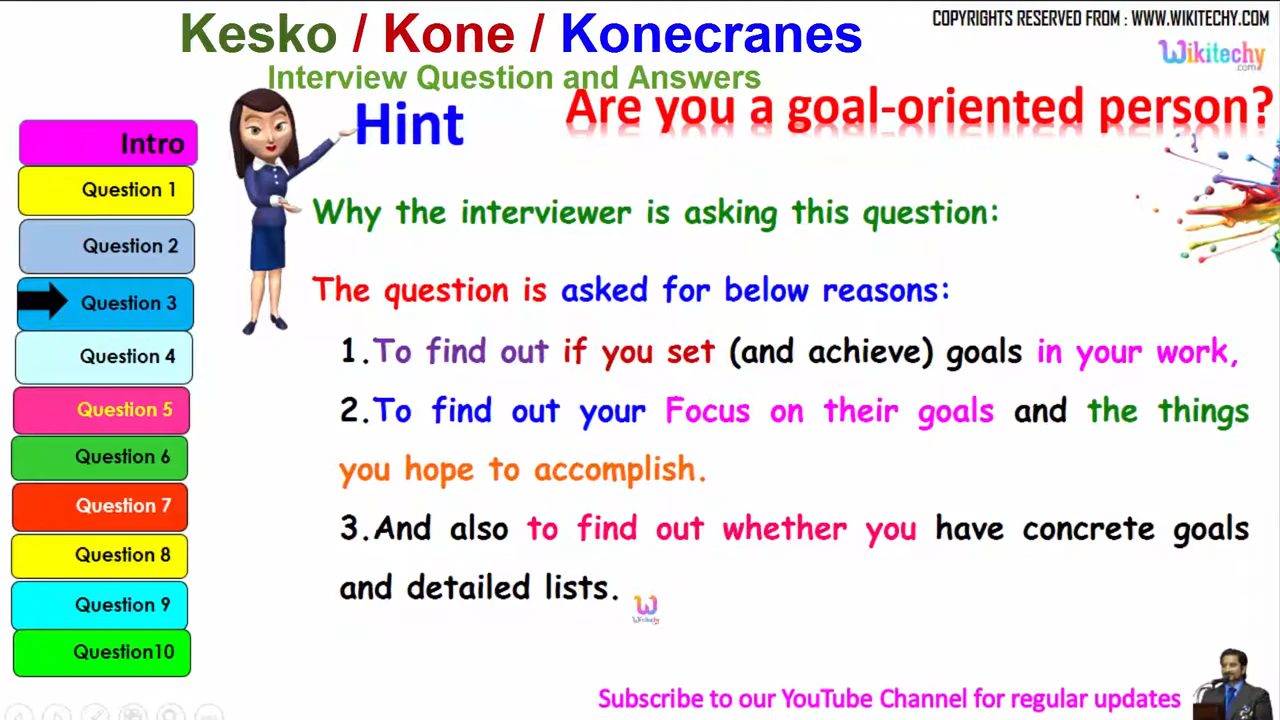 Kesko / Kone / Konecranes
COPYRIGHTS RESERVED FROM : WWW.WIKITECHY.COM
Wikitechy
.com
Interview Question and Answers
Hint
Are you a goal-oriented person?
Intro
Question 1
Question 2
Question 3
Question 4
Question 5
Question 6
Question 7
Question 8
Question 9
Question10
Why the interviewer is asking this question:
The question is asked for below reasons:
1.To find out if you set (and achieve) goals in your work,
2.To find out your Focus on their goals and the things
you hope to accomplish.
3.And also to find out whether you have concrete goals
and detailed lists.
Wikitechy
Subscribe to our YouTube Channel for regular updates